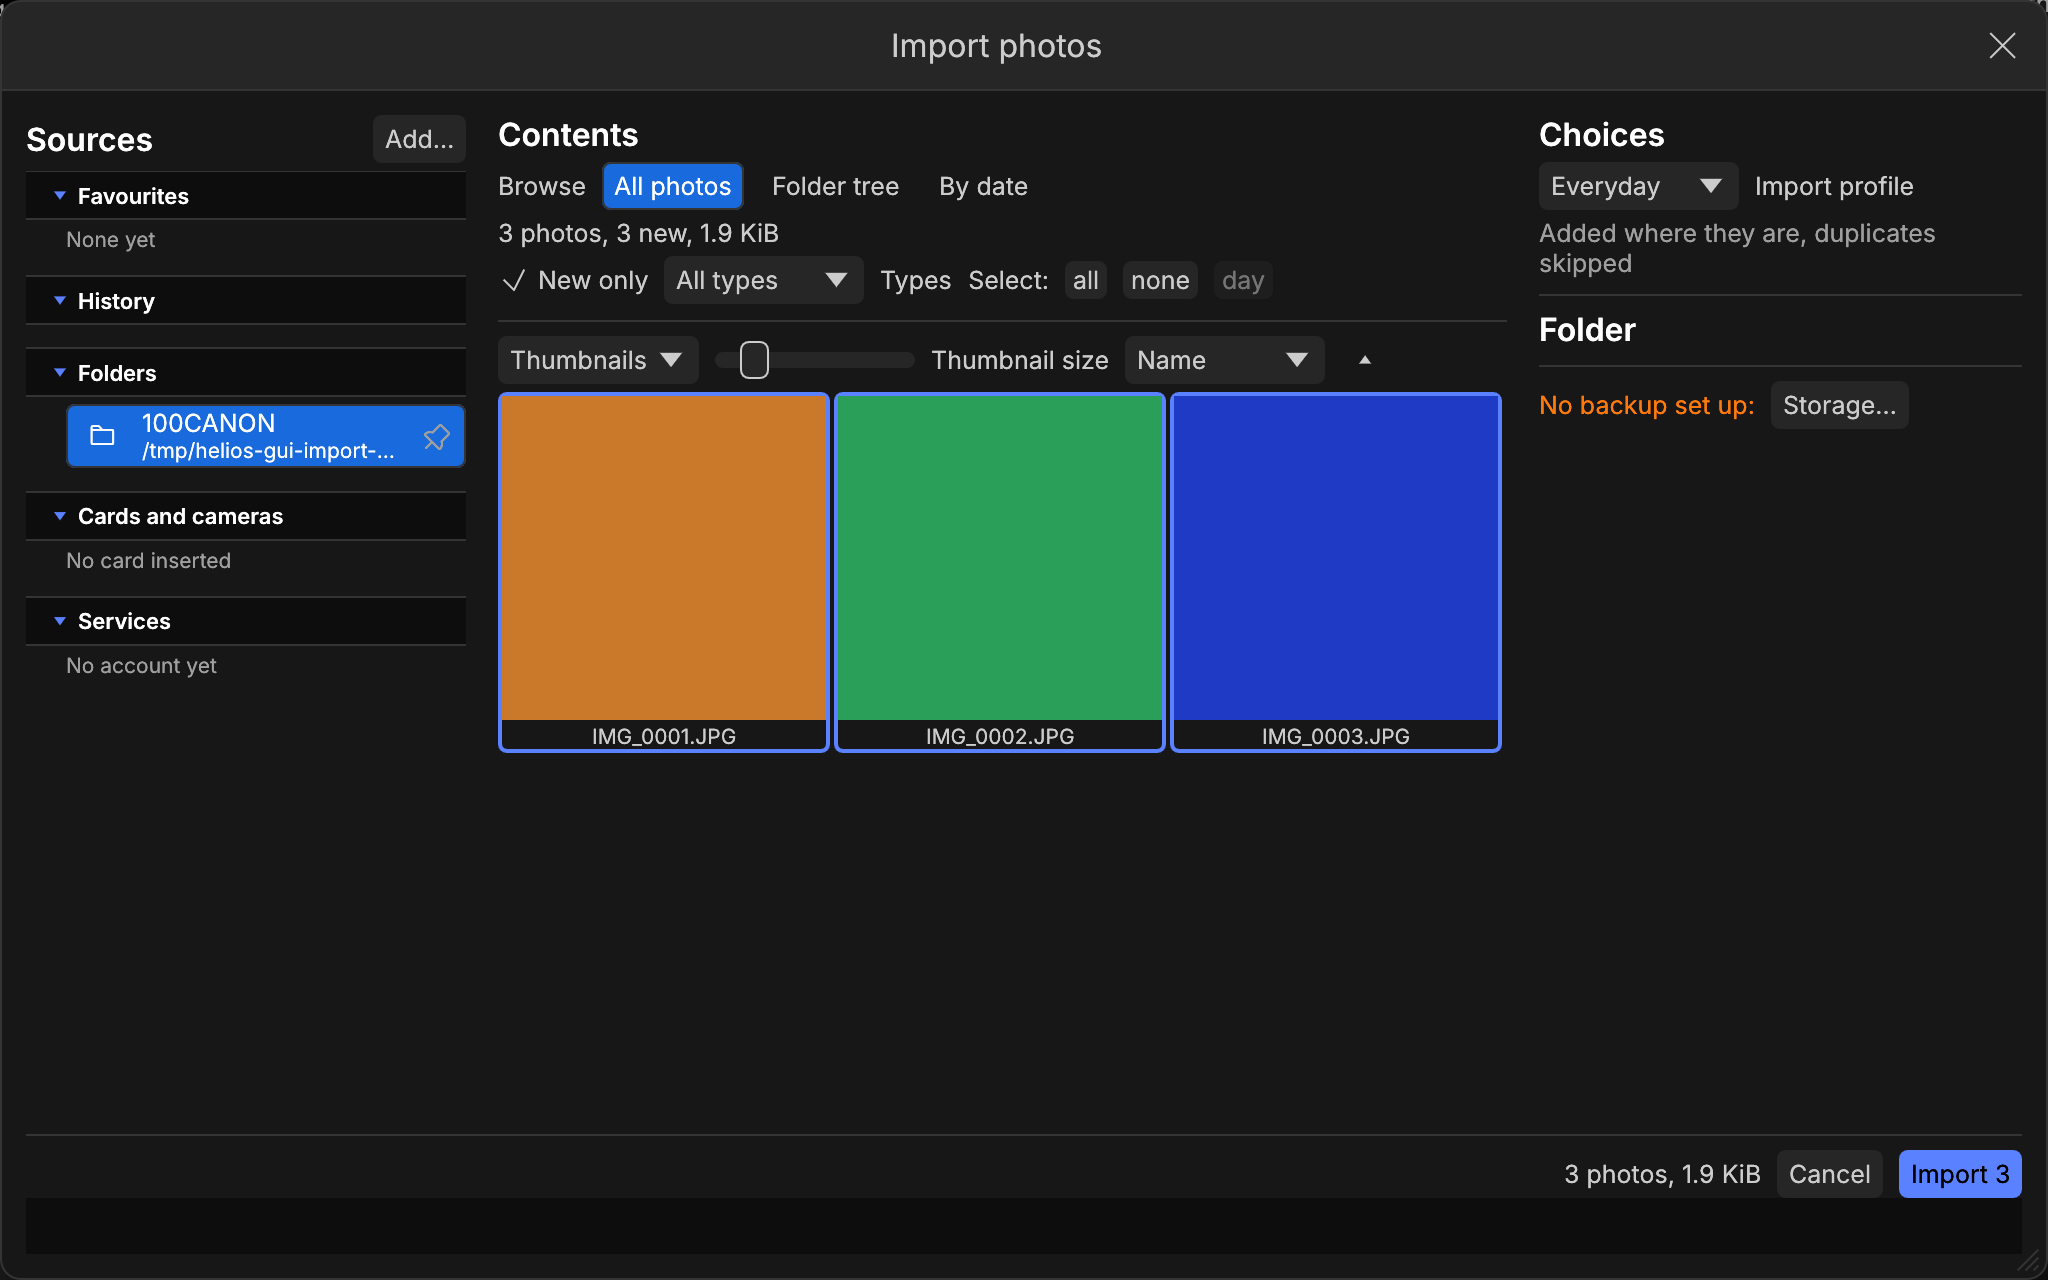 Import photos
Sources
Add...
Favourites
None yet
History
Folders
100CANON
/tmp/helios-gui-import-...
Cards and cameras
No card inserted
Services
No account yet
Contents
Browse All photos Folder tree By date
3 photos, 3 new, 1.9 KiB
New only All types Types Select: all none day
Thumbnails Thumbnail size Name
IMG_0001.JPG IMG_0002.JPG IMG_0003.JPG
Choices
Everyday Import profile
Added where they are, duplicates
skipped
Folder
No backup set up: Storage...
3 photos, 1.9 KiB Cancel Import 3